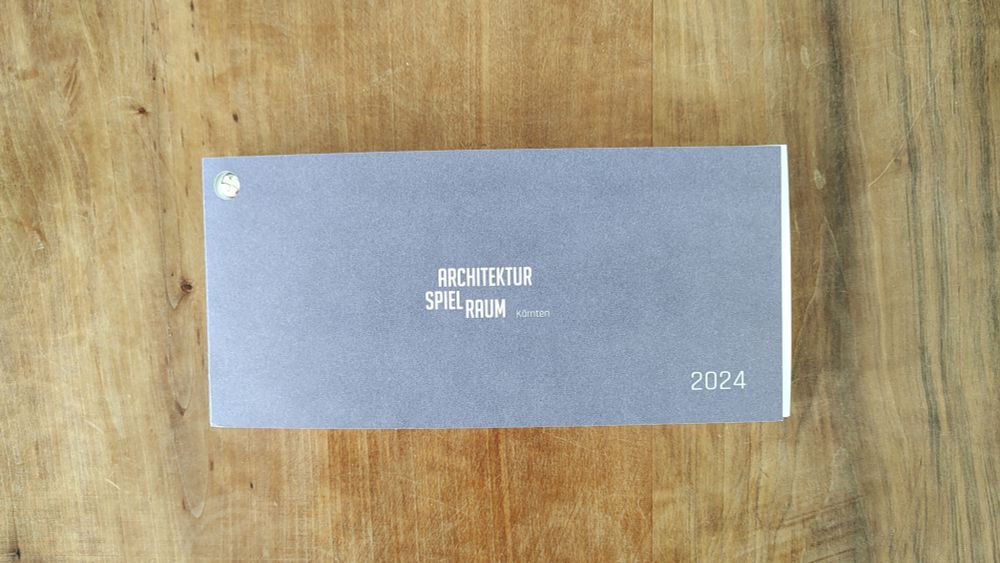 ARCHITEKTUR
SPIEL RAUM Kärnten
2024